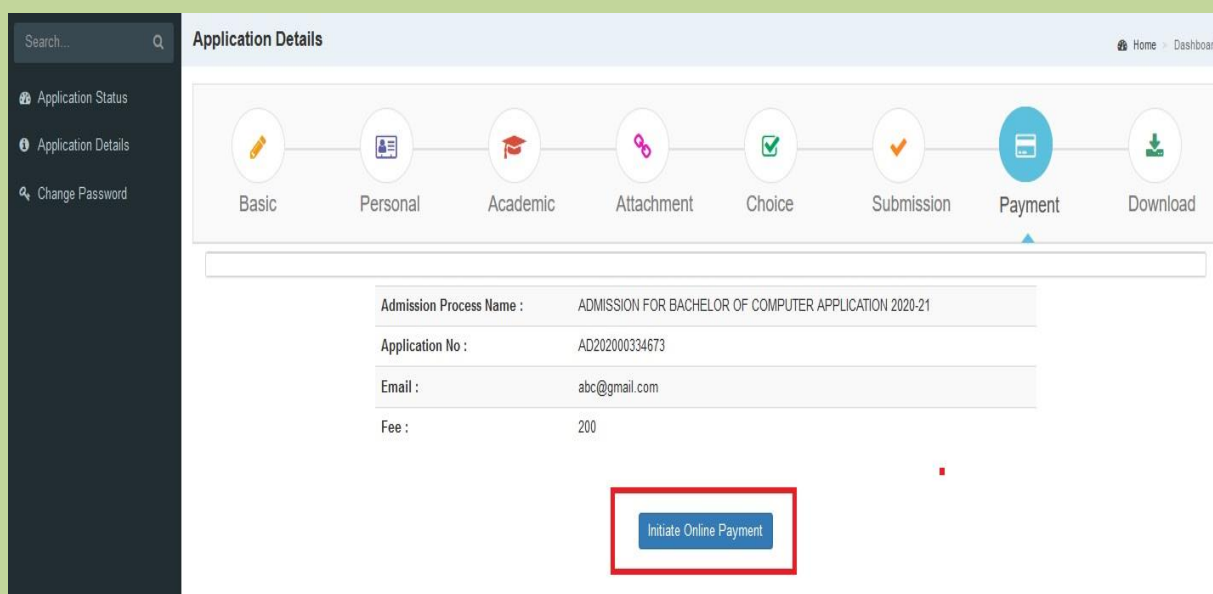 Search...
Application Details
Home > Dashboar
Application Status
Application Details
Change Password
Basic Personal Academic Attachment Choice Submission Payment Download
Admission Process Name : ADMISSION FOR BACHELOR OF COMPUTER APPLICATION 2020-21
Application No : AD202000334673
Email : abc@gmail.com
Fee : 200
Initiate Online Payment